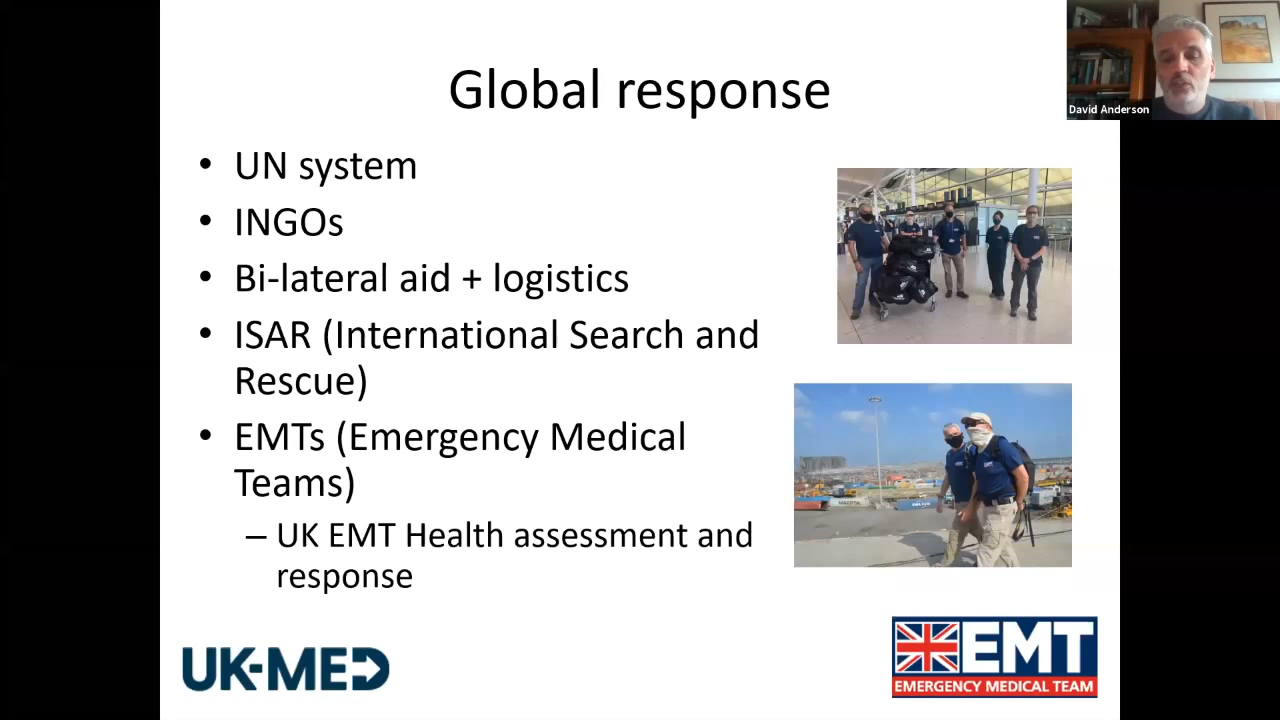 Global response
David Anderson
• UN system
• INGOs
• Bi-lateral aid + logistics
• ISAR (International Search and
Rescue)
• EMTs (Emergency Medical
Teams)
– UK EMT Health assessment and
response
UK-MED
EMT
EMERGENCY MEDICAL TEAM